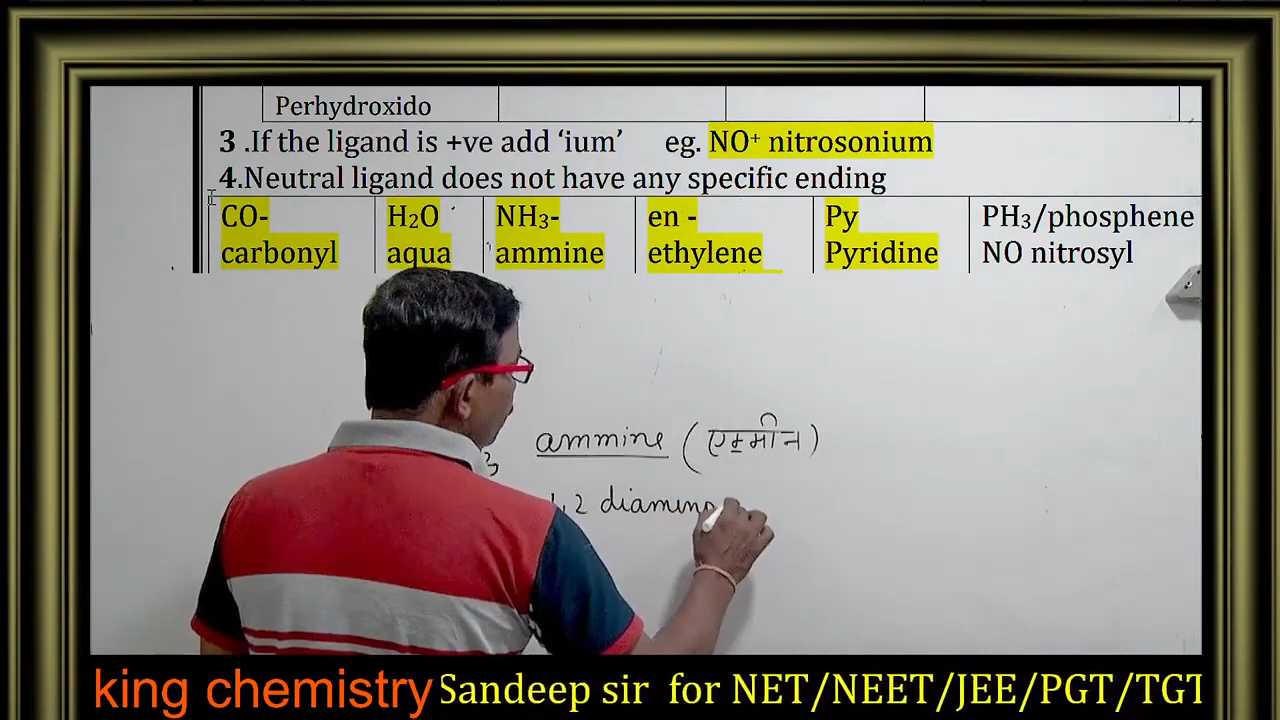 Perhydroxido
3 .If the ligand is +ve add ‘ium’ eg. NO⁺ nitrosonium
4.Neutral ligand does not have any specific ending
CO- H₂O NH₃- en - Py PH₃/phosphene
carbonyl aqua ammine ethylene Pyridine NO nitrosyl
3 ammine (एम्मीन)
1,2 diamino
king chemistry Sandeep sir for NET/NEET/JEE/PGT/TGT